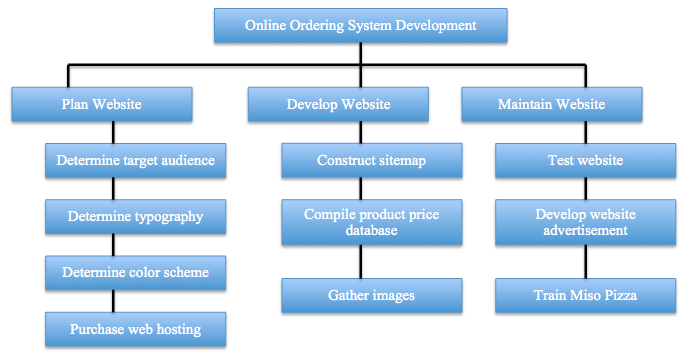 Online Ordering System Development
Plan Website
Develop Website
Maintain Website
Determine target audience
Construct sitemap
Test website
Determine typography
Compile product price
database
Develop website
advertisement
Determine color scheme
Gather images
Train Miso Pizza
Purchase web hosting